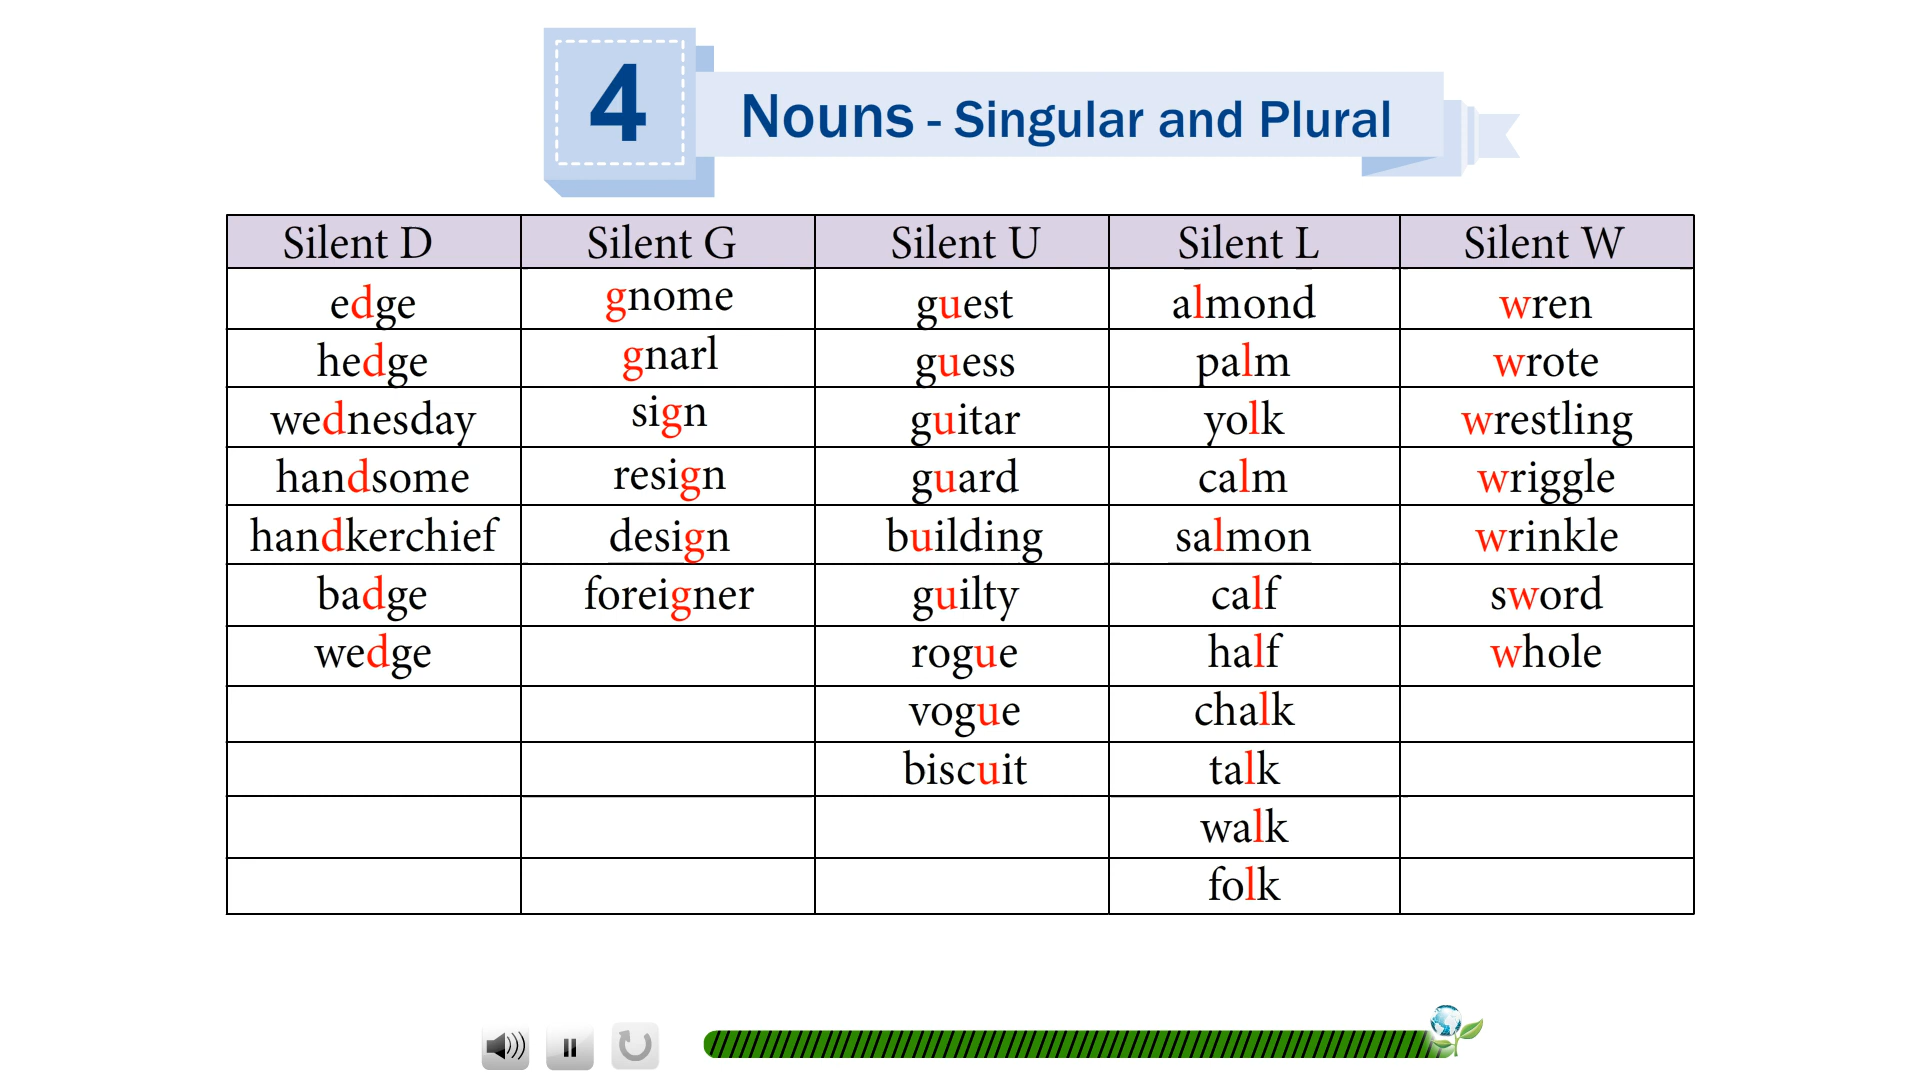 4
Nouns - Singular and Plural
Silent D Silent G Silent U Silent L Silent W
edge gnome guest almond wren
hedge gnarl guess palm wrote
wednesday sign guitar yolk wrestling
handsome resign guard calm wriggle
handkerchief design building salmon wrinkle
badge foreigner guilty calf sword
wedge rogue half whole
vogue chalk
biscuit talk
walk
folk